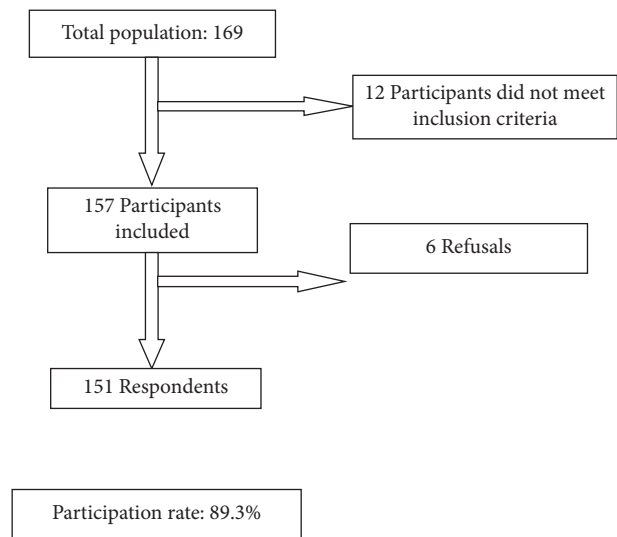 Total population: 169
12 Participants did not meet
inclusion criteria
157 Participants
included
6 Refusals
151 Respondents
Participation rate: 89.3%